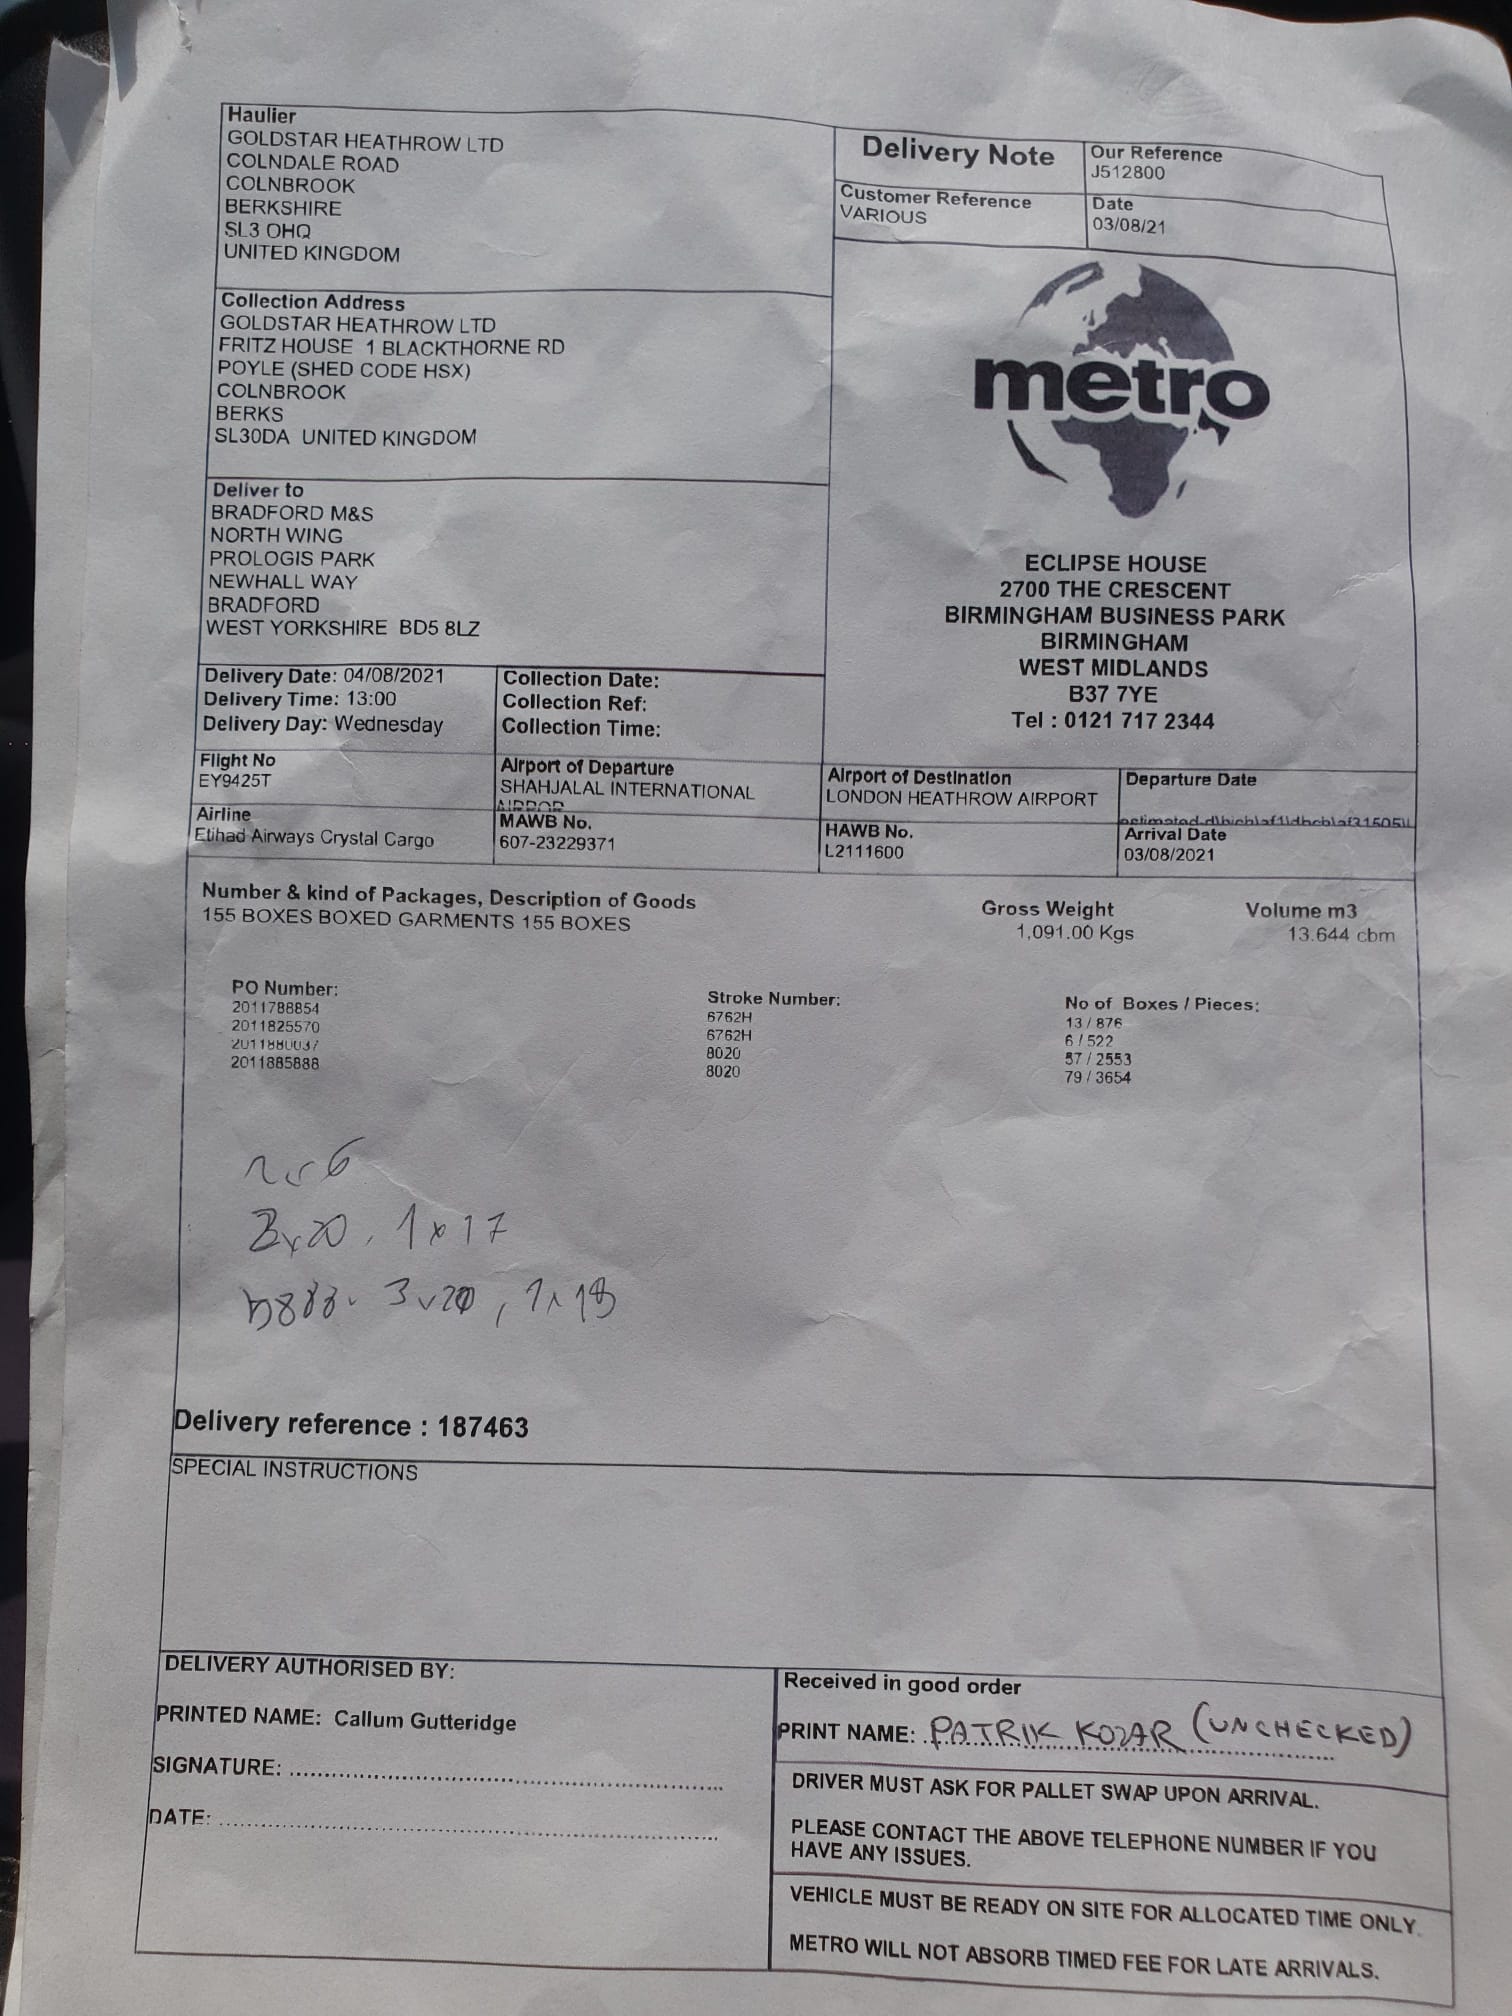 Haulier
GOLDSTAR HEATHROW LTD
COLNDALE ROAD
COLNBROOK
BERKSHIRE
SL3 OHQ
UNITED KINGDOM
Delivery Note
Our Reference
J512800
Customer Reference
VARIOUS
Date
03/08/21
Collection Address
GOLDSTAR HEATHROW LTD
FRITZ HOUSE 1 BLACKTHORNE RD
POYLE (SHED CODE HSX)
COLNBROOK
BERKS
SL30DA UNITED KINGDOM
metro
Deliver to
BRADFORD M&S
NORTH WING
PROLOGIS PARK
NEWHALL WAY
BRADFORD
WEST YORKSHIRE BD5 8LZ
ECLIPSE HOUSE
2700 THE CRESCENT
BIRMINGHAM BUSINESS PARK
BIRMINGHAM
WEST MIDLANDS
B37 7YE
Tel : 0121 717 2344
Delivery Date: 04/08/2021
Delivery Time: 13:00
Delivery Day: Wednesday
Collection Date:
Collection Ref:
Collection Time:
Flight No
EY9425T
Airport of Departure
SHAHJALAL INTERNATIONAL
Airport of Destination
LONDON HEATHROW AIRPORT
Departure Date
Airline
Etihad Airways Crystal Cargo
MAWB No.
607-23229371
HAWB No.
L2111600
Arrival Date
03/08/2021
Number & kind of Packages, Description of Goods
155 BOXES BOXED GARMENTS 155 BOXES
Gross Weight
1,091.00 Kgs
Volume m3
13.644 cbm
PO Number:
2011788854
2011825570
2011880037
2011885888
Stroke Number:
6762H
6762H
8020
8020
No of Boxes / Pieces:
13 / 876
6 / 522
57 / 2553
79 / 3654
x20, 1x17
3x20, 1x18
Delivery reference : 187463
SPECIAL INSTRUCTIONS
DELIVERY AUTHORISED BY:
PRINTED NAME: Callum Gutteridge
SIGNATURE:
DATE:
Received in good order
PRINT NAME: PATRIK KOZAR (UNCHECKED)
DRIVER MUST ASK FOR PALLET SWAP UPON ARRIVAL.
PLEASE CONTACT THE ABOVE TELEPHONE NUMBER IF YOU
HAVE ANY ISSUES.
VEHICLE MUST BE READY ON SITE FOR ALLOCATED TIME ONLY.
METRO WILL NOT ABSORB TIMED FEE FOR LATE ARRIVALS.